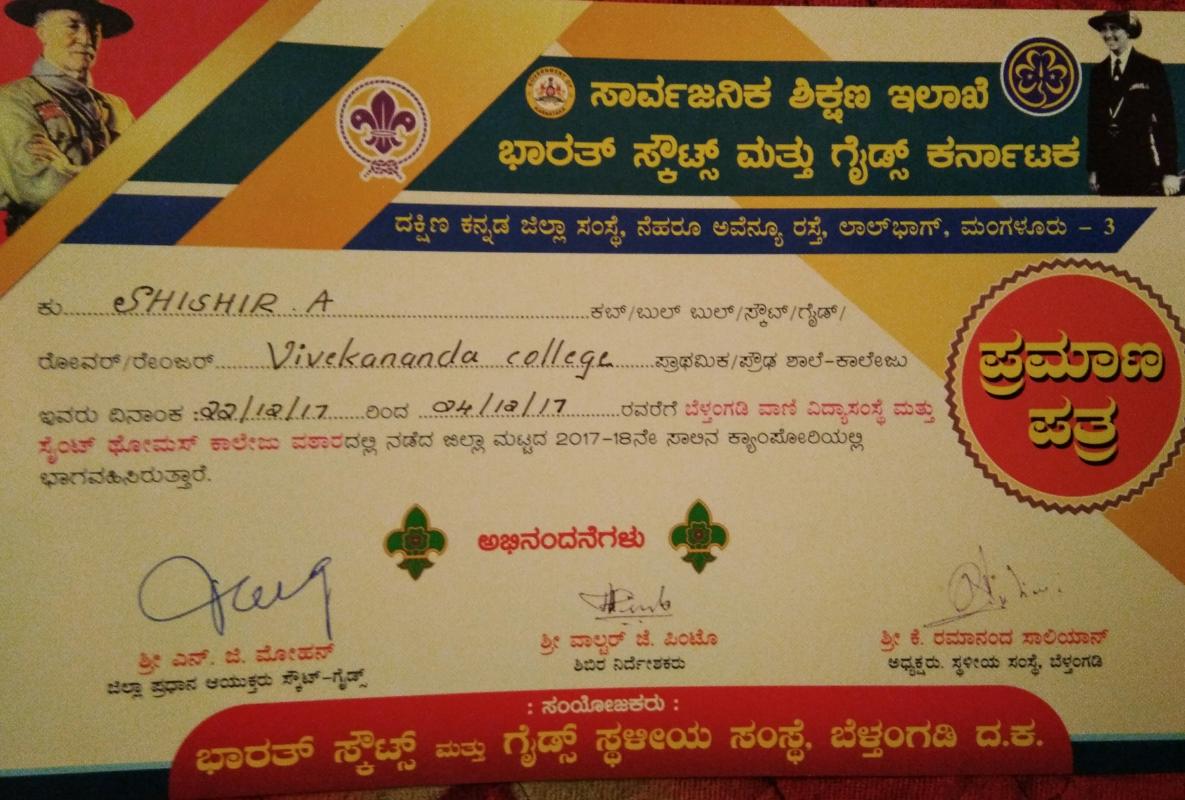 ಸಾರ್ವಜನಿಕ ಶಿಕ್ಷಣ ಇಲಾಖೆ
ಭಾರತ್ ಸ್ಕೌಟ್ಸ್ ಮತ್ತು ಗೈಡ್ಸ್ ಕರ್ನಾಟಕ
ದಕ್ಷಿಣ ಕನ್ನಡ ಜಿಲ್ಲಾ ಸಂಸ್ಥೆ, ನೆಹರೂ ಅವೆನ್ಯೂ ರಸ್ತೆ, ಲಾಲ್‌ಭಾಗ್, ಮಂಗಳೂರು - 3
ಕು SHISHIR. A ಕಬ್/ಬುಲ್ ಬುಲ್/ಸ್ಕೌಟ್/ಗೈಡ್/
ರೋವರ್/ರೇಂಜರ್ Vivekananda college ಪ್ರಾಥಮಿಕ/ಪ್ರೌಢ ಶಾಲೆ-ಕಾಲೇಜು
ಇವರು ದಿನಾಂಕ :22/12/17 ರಿಂದ 24/12/17 ರವರೆಗೆ ಬೆಳ್ತಂಗಡಿ ವಾಣಿ ವಿದ್ಯಾಸಂಸ್ಥೆ ಮತ್ತು
ಸೈಂಟ್ ಥೋಮಸ್ ಕಾಲೇಜು ವಠಾರದಲ್ಲಿ ನಡೆದ ಜಿಲ್ಲಾ ಮಟ್ಟದ 2017-18ನೇ ಸಾಲಿನ ಕ್ಯಾಂಪೋರಿಯಲ್ಲಿ
ಭಾಗವಹಿಸಿರುತ್ತಾರೆ.
ಪ್ರಮಾಣ
ಪತ್ರ
ಅಭಿನಂದನೆಗಳು
ಶ್ರೀ ಎನ್. ಜಿ. ಮೋಹನ್
ಜಿಲ್ಲಾ ಪ್ರಧಾನ ಆಯುಕ್ತರು ಸ್ಕೌಟ್-ಗೈಡ್ಸ್
ಶ್ರೀ ವಾಲ್ಟರ್ ಜೆ. ಪಿಂಟೊ
ಶಿಬಿರ ನಿರ್ದೇಶಕರು
ಶ್ರೀ ಕೆ. ರಮಾನಂದ ಸಾಲಿಯಾನ್
ಅಧ್ಯಕ್ಷರು. ಸ್ಥಳೀಯ ಸಂಸ್ಥೆ, ಬೆಳ್ತಂಗಡಿ
: ಸಂಯೋಜಕರು :
ಭಾರತ್ ಸ್ಕೌಟ್ಸ್ ಮತ್ತು ಗೈಡ್ಸ್ ಸ್ಥಳೀಯ ಸಂಸ್ಥೆ, ಬೆಳ್ತಂಗಡಿ ದ.ಕ.